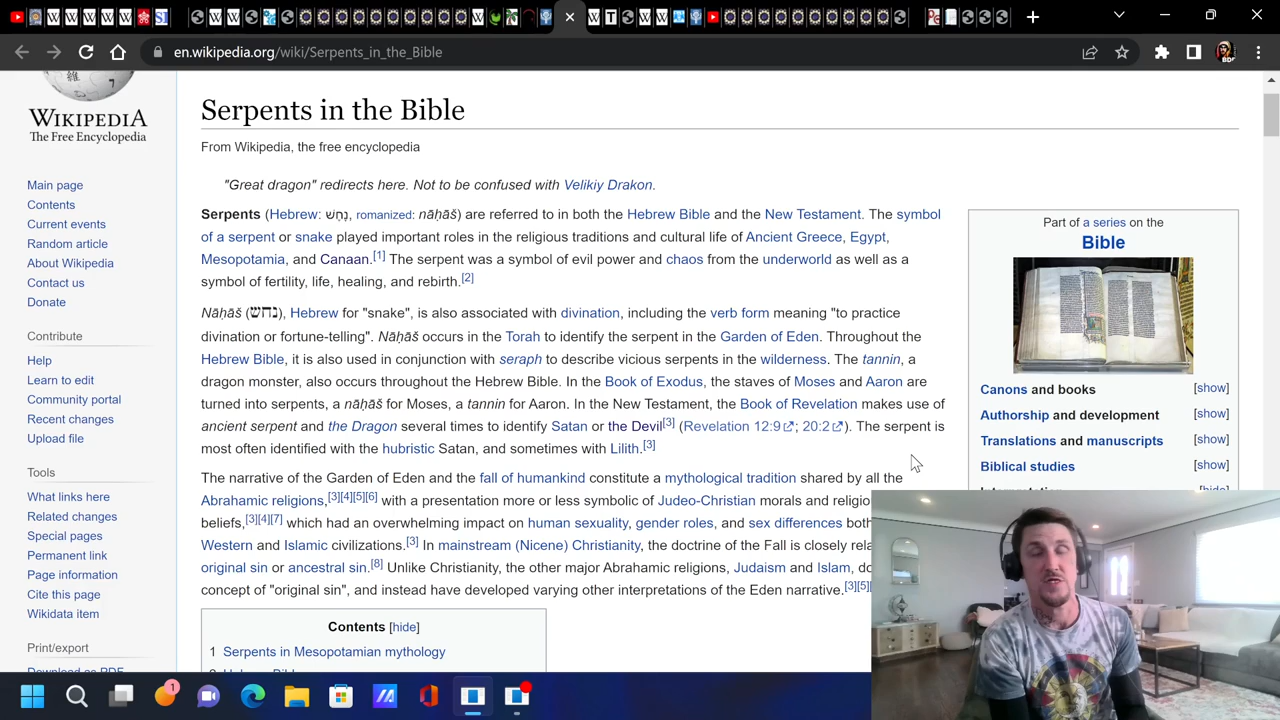 en.wikipedia.org/wiki/Serpents_in_the_Bible
WIKIPEDIA
The Free Encyclopedia
Main page
Contents
Current events
Random article
About Wikipedia
Contact us
Donate
Contribute
Help
Learn to edit
Community portal
Recent changes
Upload file
Tools
What links here
Related changes
Special pages
Permanent link
Page information
Cite this page
Wikidata item
Print/export
Download as PDF
Serpents in the Bible
From Wikipedia, the free encyclopedia
"Great dragon" redirects here. Not to be confused with Velikiy Drakon.
Serpents (Hebrew: נָחָשׁ, romanized: nāḥāš) are referred to in both the Hebrew Bible and the New Testament. The symbol
of a serpent or snake played important roles in the religious traditions and cultural life of Ancient Greece, Egypt,
Mesopotamia, and Canaan.[1] The serpent was a symbol of evil power and chaos from the underworld as well as a
symbol of fertility, life, healing, and rebirth.[2]
Nāḥāš (נחש), Hebrew for "snake", is also associated with divination, including the verb form meaning "to practice
divination or fortune-telling". Nāḥāš occurs in the Torah to identify the serpent in the Garden of Eden. Throughout the
Hebrew Bible, it is also used in conjunction with seraph to describe vicious serpents in the wilderness. The tannin, a
dragon monster, also occurs throughout the Hebrew Bible. In the Book of Exodus, the staves of Moses and Aaron are
turned into serpents, a nāḥāš for Moses, a tannin for Aaron. In the New Testament, the Book of Revelation makes use of
ancient serpent and the Dragon several times to identify Satan or the Devil[3] (Revelation 12:9; 20:2). The serpent is
most often identified with the hubristic Satan, and sometimes with Lilith.[3]
The narrative of the Garden of Eden and the fall of humankind constitute a mythological tradition shared by all the
Abrahamic religions,[3][4][5][6] with a presentation more or less symbolic of Judeo-Christian morals and religio
beliefs,[3][4][7] which had an overwhelming impact on human sexuality, gender roles, and sex differences both
Western and Islamic civilizations.[3] In mainstream (Nicene) Christianity, the doctrine of the Fall is closely rela
original sin or ancestral sin.[8] Unlike Christianity, the other major Abrahamic religions, Judaism and Islam, do
concept of "original sin", and instead have developed varying other interpretations of the Eden narrative.[3][5]
Contents [hide]
1 Serpents in Mesopotamian mythology
Part of a series on the
Bible
Canons and books [show]
Authorship and development [show]
Translations and manuscripts [show]
Biblical studies [show]
Interpretation [hide]